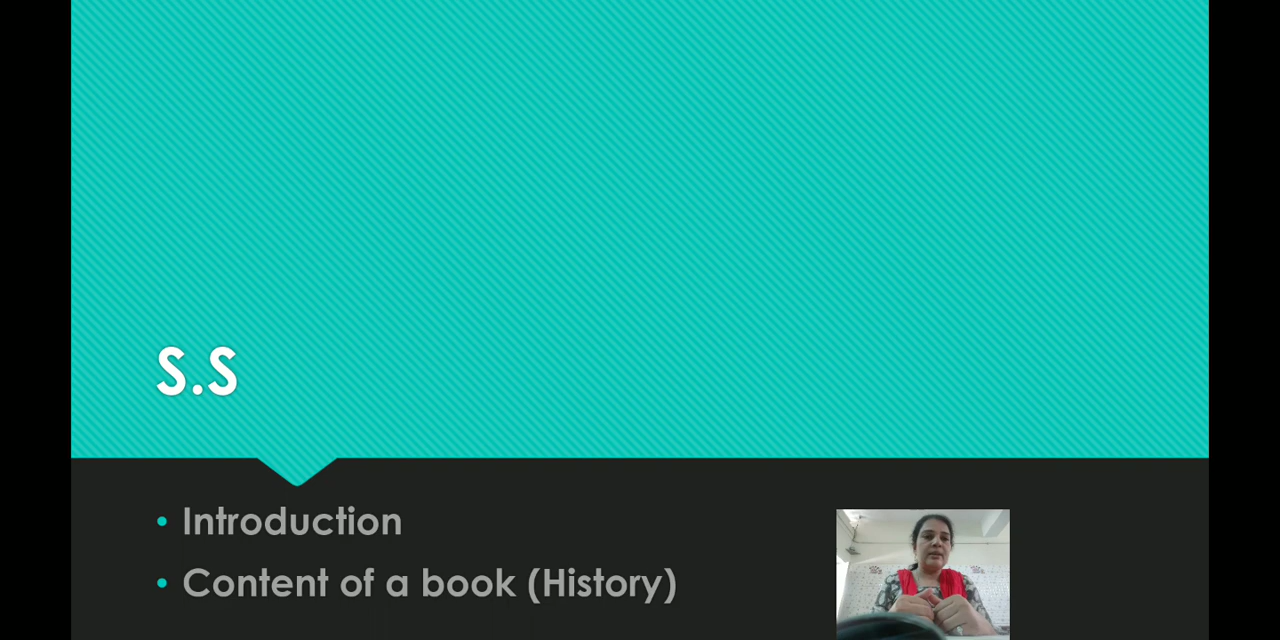 S.S
• Introduction
• Content of a book (History)